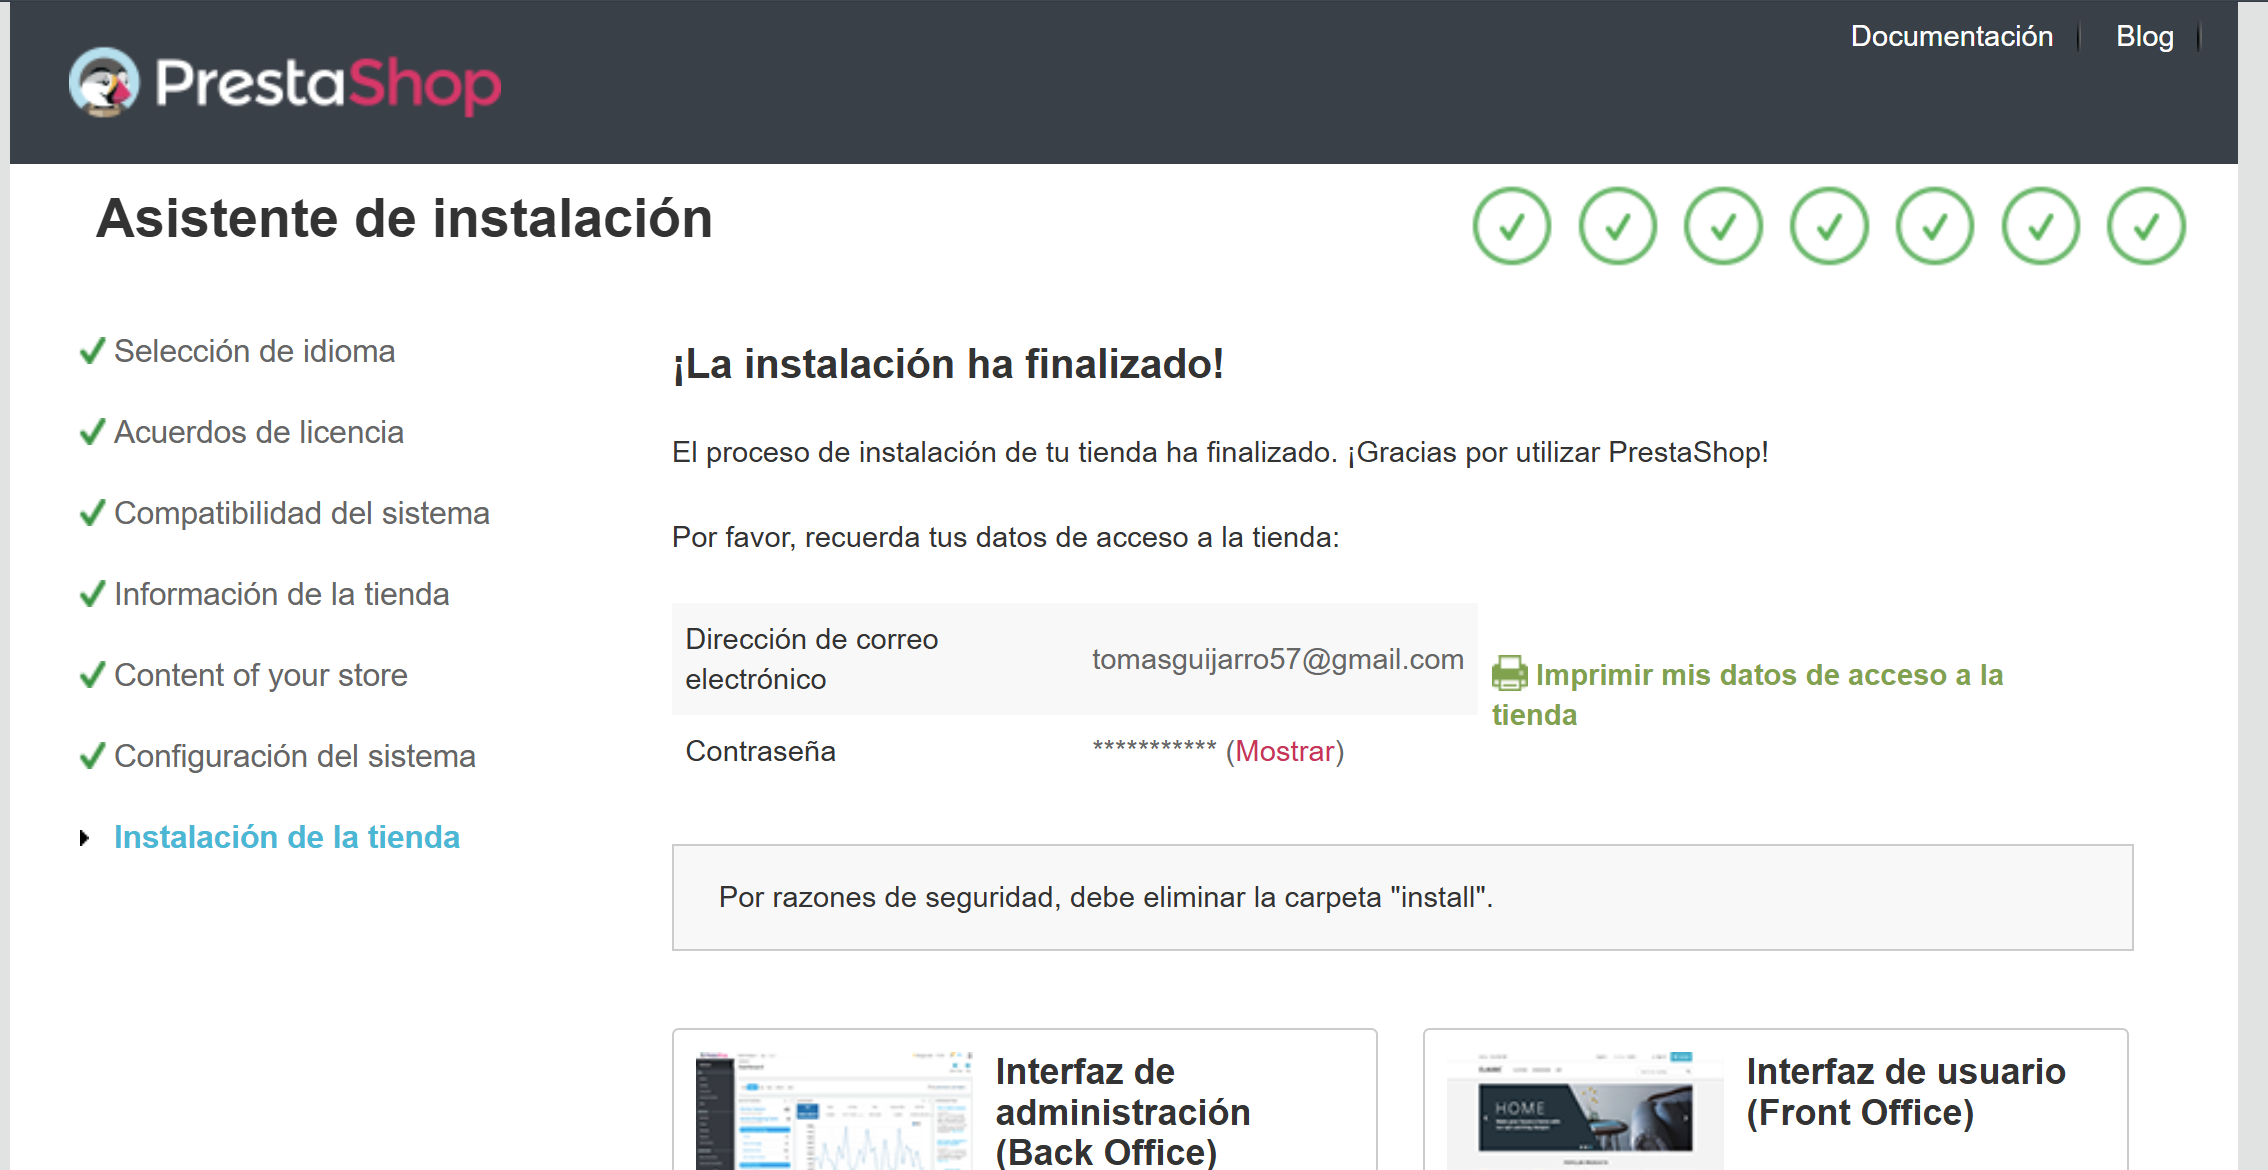 Documentación
Blog
PrestaShop
Asistente de instalación
Selección de idioma
Acuerdos de licencia
Compatibilidad del sistema
Información de la tienda
Content of your store
Configuración del sistema
Instalación de la tienda
¡La instalación ha finalizado!
El proceso de instalación de tu tienda ha finalizado. ¡Gracias por utilizar PrestaShop!
Por favor, recuerda tus datos de acceso a la tienda:
Dirección de correo
electrónico
tomasguijarro57@gmail.com
Contraseña
*********** (Mostrar)
Imprimir mis datos de acceso a la
tienda
Por razones de seguridad, debe eliminar la carpeta "install".
Interfaz de
administración
(Back Office)
HOME
Interfaz de usuario
(Front Office)